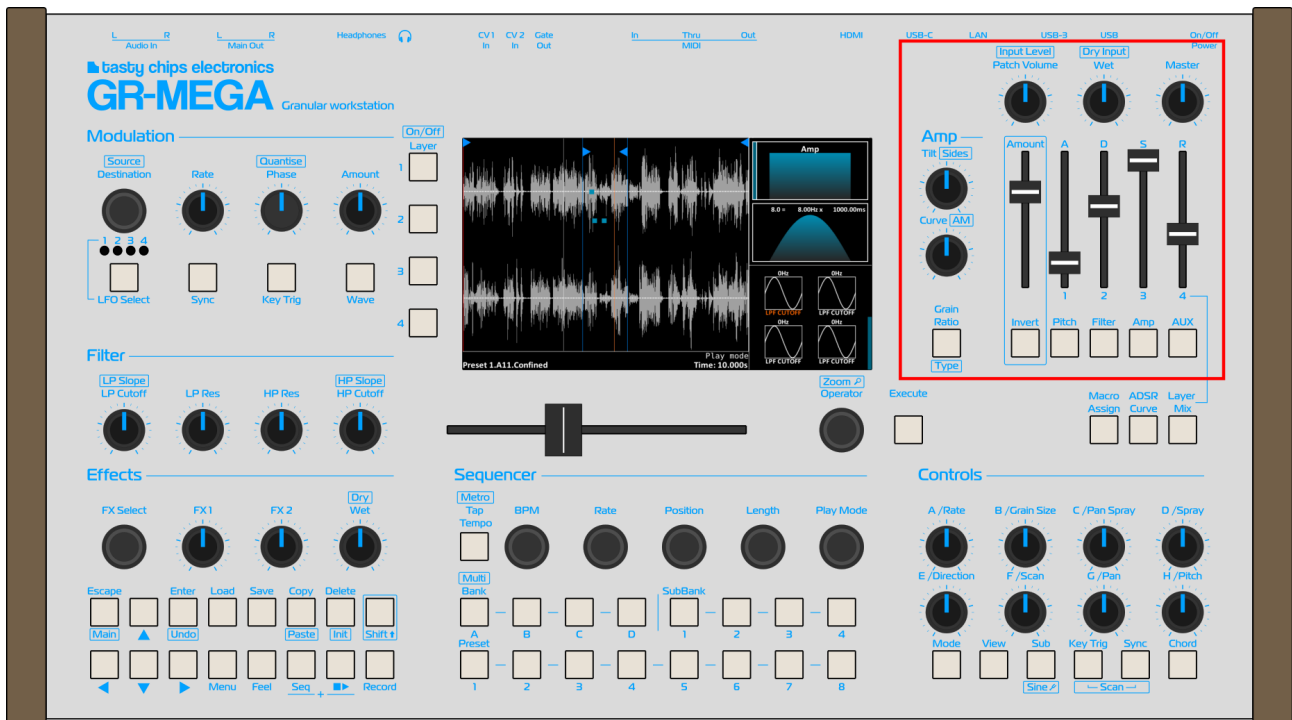 L R
Audio In
L R
Main Out
Headphones
CV1 CV2 Gate
In In Out
In Thru Out
MIDI
HDMI
USB-C
LAN
USB-3
USB
On/Off
Power
tasty chips electronics
GR-MEGA Granular workstation
Modulation
Source
Destination
Rate
Quantise
Phase
Amount
1 2 3 4
LFO Select
Sync
Key Trig
Wave
On/Off
Layer
1
2
3
4
Amp
8.0 = 8.00Hz x 1000.00ms
0Hz 0Hz
LPF CUTOFF LPF CUTOFF
0Hz 0Hz
LPF CUTOFF LPF CUTOFF
Play mode
Preset 1.A11.Confined Time: 10.000s
Input Level
Patch Volume
Dry Input
Wet
Master
Amp
Tilt Sides
Curve AM
Amount A D S R
1 2 3 4
Grain
Ratio
Type
Invert Pitch Filter Amp AUX
Filter
LP Slope
LP Cutoff
LP Res
HP Res
HP Slope
HP Cutoff
Zoom
Operator
Execute
Macro
Assign
ADSR
Curve
Layer
Mix
Effects
FX Select
FX1
FX2
Dry
Wet
Escape Enter Load Save Copy Delete
Main Undo Paste Init Shift
Menu Feel Seq + Record
Sequencer
Metro
Tap
Tempo
BPM
Rate
Position
Length
Play Mode
Multi
Bank
SubBank
A B C D 1 2 3 4
Preset
1 2 3 4 5 6 7 8
Controls
A /Rate B /Grain Size C /Pan Spray D /Spray
E /Direction F /Scan G /Pan H /Pitch
Mode View Sub Key Trig Sync Chord
Sine Scan